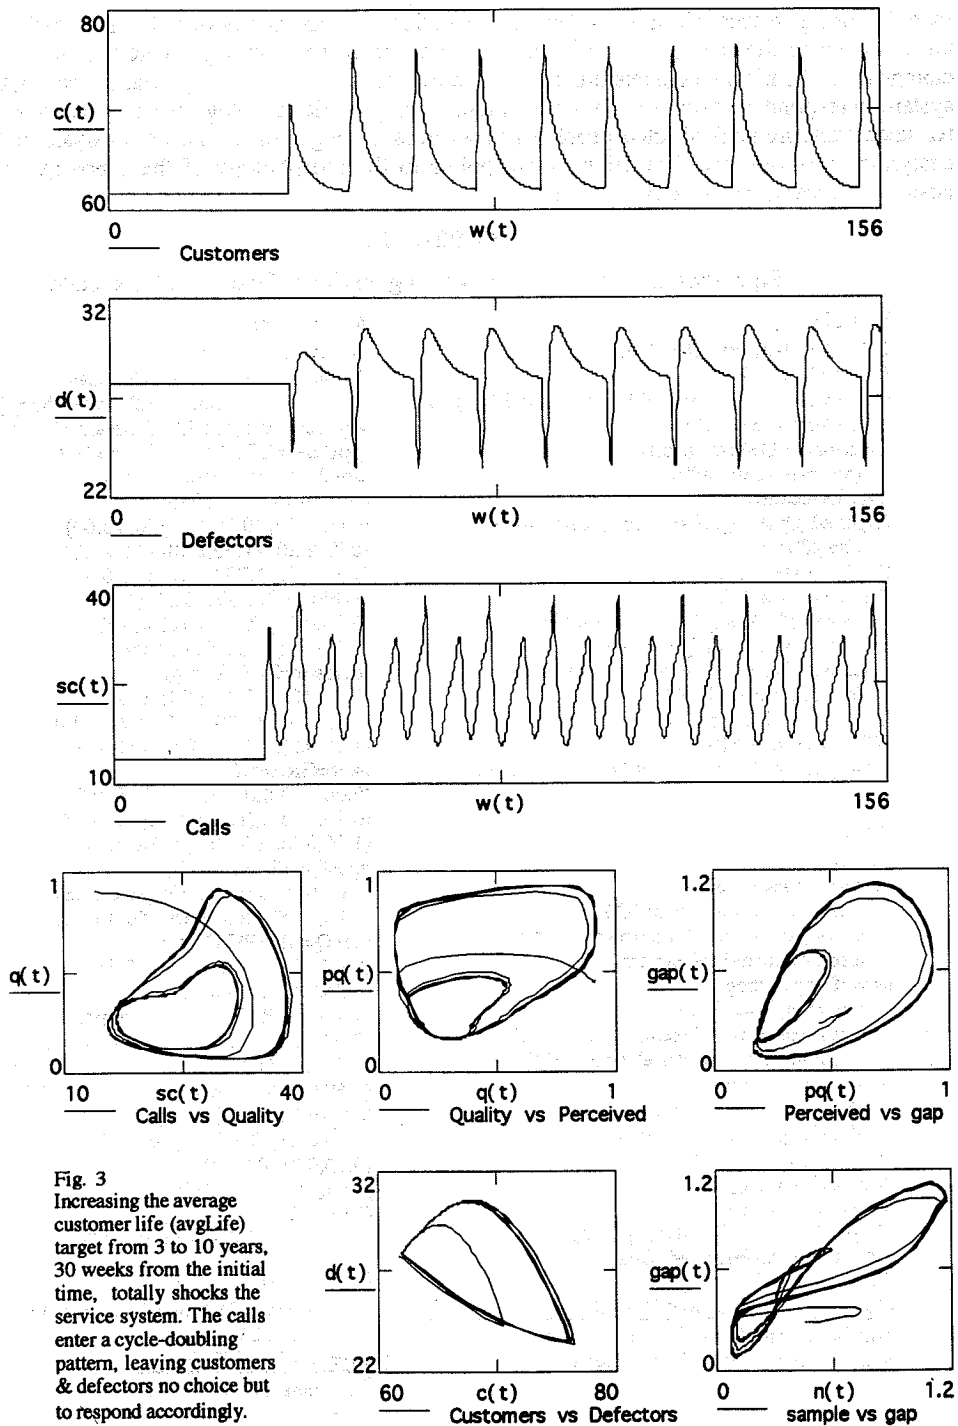 80
c(t)
60
0
w(t)
156
Customers
32
d(t)
22
0
w(t)
156
Defectors
40
sc(t)
10
0
w(t)
156
Calls
1
q(t)
0
10
sc(t)
40
Calls vs Quality
1
pq(t)
0
0
q(t)
1
Quality vs Perceived
1.2
gap(t)
0
0
pq(t)
1
Perceived vs gap
Fig. 3
Increasing the average
customer life (avgLife)
target from 3 to 10 years,
30 weeks from the initial
time, totally shocks the
service system. The calls
enter a cycle-doubling
pattern, leaving customers
& defectors no choice but
to respond accordingly.
32
d(t)
22
60
c(t)
80
Customers vs Defectors
1.2
gap(t)
0
0
n(t)
1.2
sample vs gap